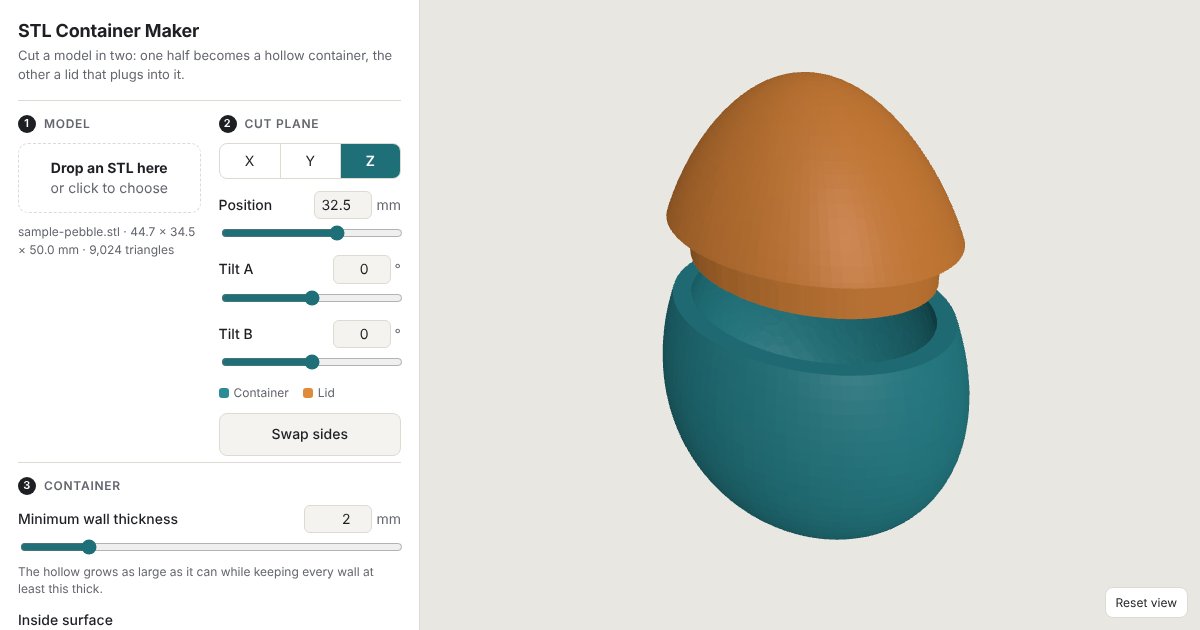 STL Container Maker
Cut a model in two: one half becomes a hollow container, the
other a lid that plugs into it.
1 MODEL
Drop an STL here
or click to choose
sample-pebble.stl · 44.7 × 34.5
× 50.0 mm · 9,024 triangles
2 CUT PLANE
X Y Z
Position 32.5 mm
Tilt A 0 °
Tilt B 0 °
Container Lid
Swap sides
3 CONTAINER
Minimum wall thickness 2 mm
The hollow grows as large as it can while keeping every wall at
least this thick.
Inside surface
Reset view